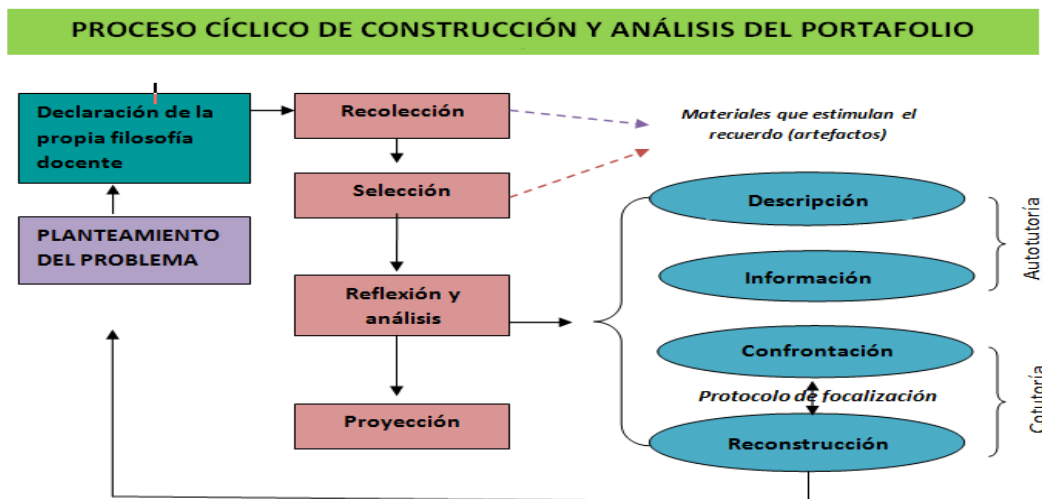 PROCESO CÍCLICO DE CONSTRUCCIÓN Y ANÁLISIS DEL PORTAFOLIO
Declaración de la
propia filosofía
docente
PLANTEAMIENTO
DEL PROBLEMA
Recolección
Selección
Reflexión y
análisis
Proyección
Materiales que estimulan el
recuerdo (artefactos)
Descripción
Información
Confrontación
Protocolo de focalización
Reconstrucción
Autotutoría
Cotutoría